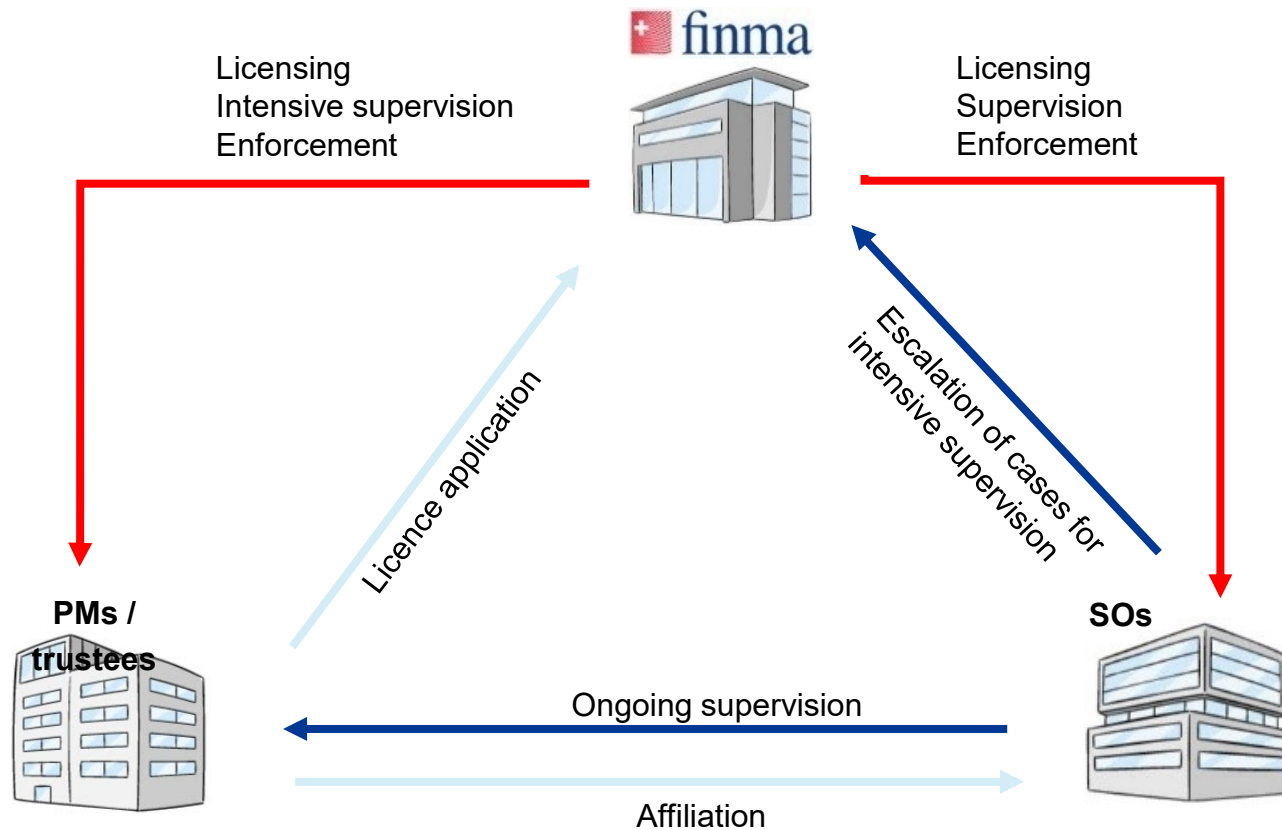 finma
Licensing
Intensive supervision
Enforcement
Licensing
Supervision
Enforcement
Licence application
Escalation of cases for
intensive supervision
PMs /
trustees
SOs
Ongoing supervision
Affiliation